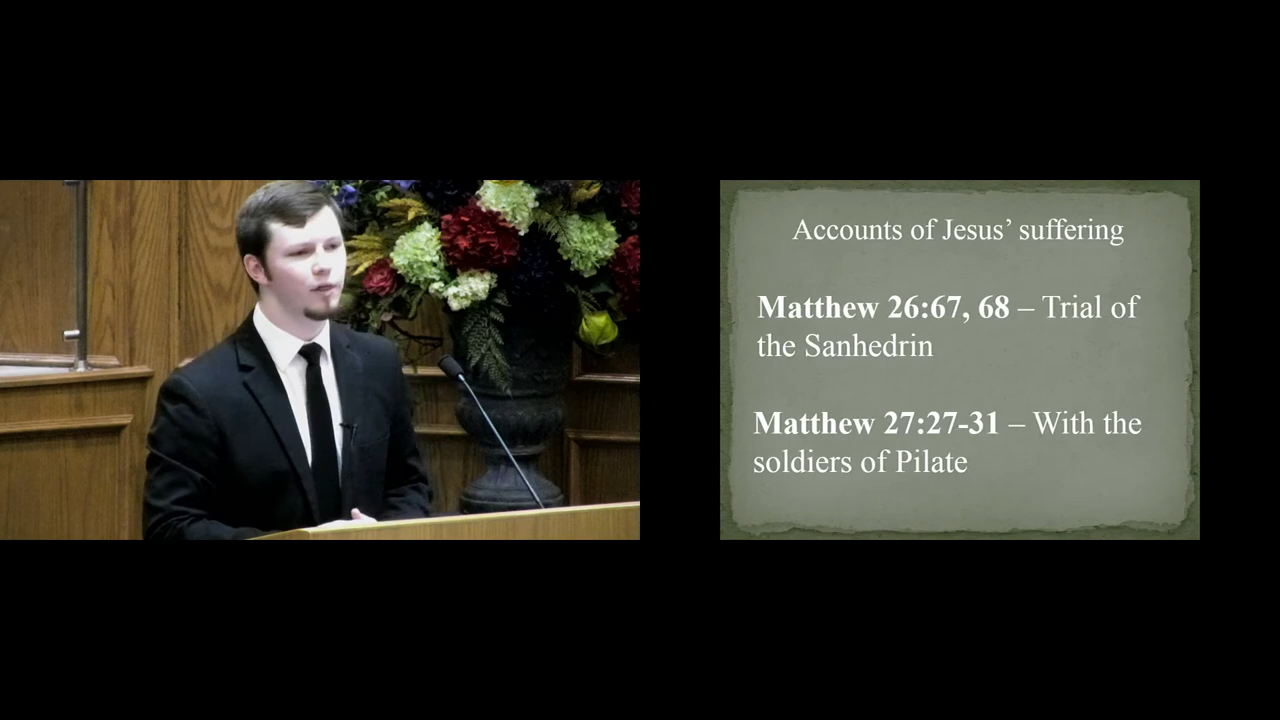 Accounts of Jesus’ suffering
Matthew 26:67, 68 – Trial of
the Sanhedrin
Matthew 27:27-31 – With the
soldiers of Pilate